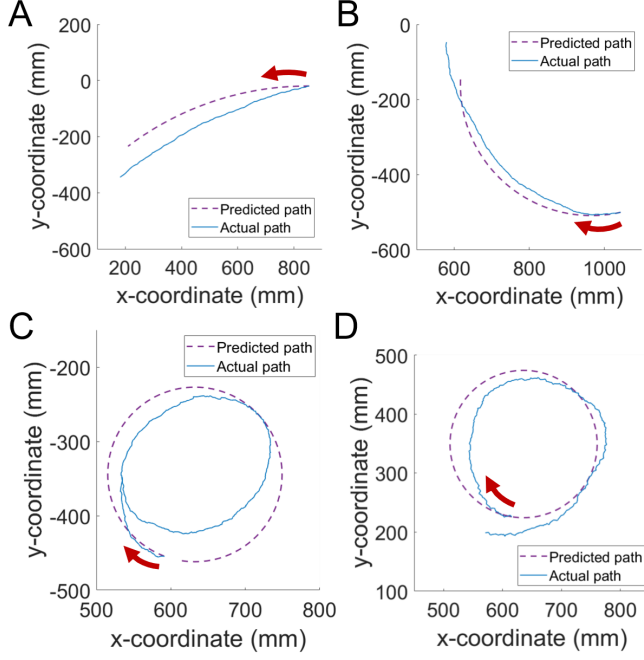 A
200
0
-200
-400
-600
y-coordinate (mm)
Predicted path
Actual path
200
400
600
800
x-coordinate (mm)
B
0
-200
-400
-600
y-coordinate (mm)
Predicted path
Actual path
600
800
1000
x-coordinate (mm)
C
-200
-300
-400
-500
y-coordinate (mm)
Predicted path
Actual path
500
600
700
800
x-coordinate (mm)
D
500
400
300
200
100
y-coordinate (mm)
Predicted path
Actual path
500
600
700
800
x-coordinate (mm)